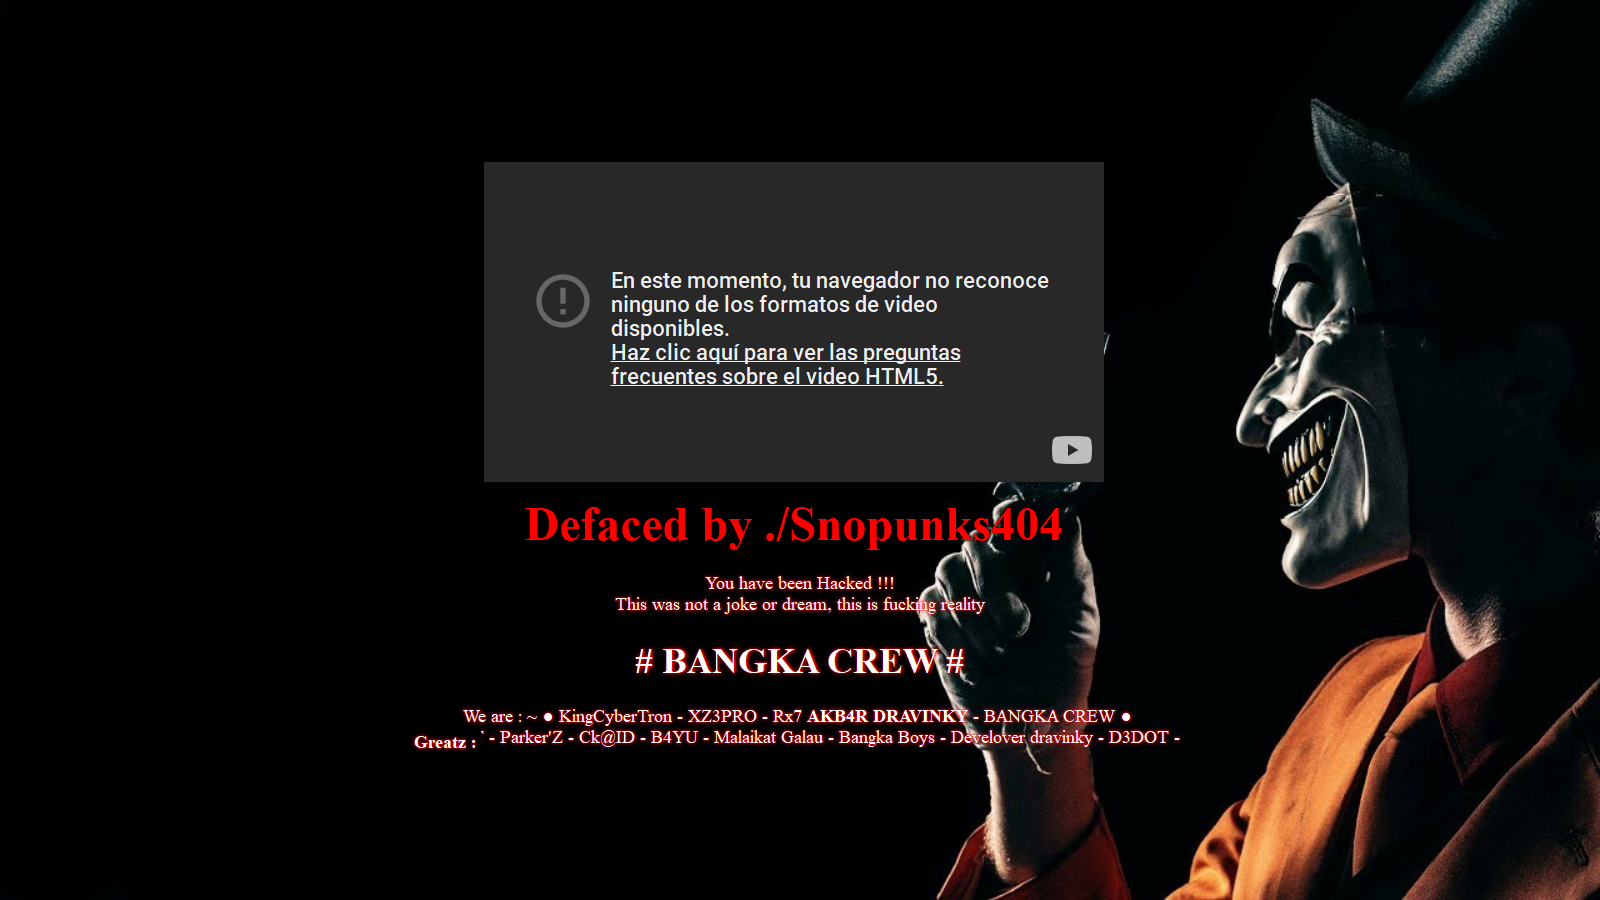 En este momento, tu navegador no reconoce
ninguno de los formatos de video
disponibles.
Haz clic aquí para ver las preguntas
frecuentes sobre el video HTML5.
Defaced by ./Snopunks404
You have been Hacked !!!
This was not a joke or dream, this is fucking reality
# BANGKA CREW #
We are : ~ ● KingCyberTron - XZ3PRO - Rx7 AKB4R DRAVINKY - BANGKA CREW ●
Greatz : ` - Parker'Z - Ck@ID - B4YU - Malaikat Galau - Bangka Boys - Develover dravinky - D3DOT -